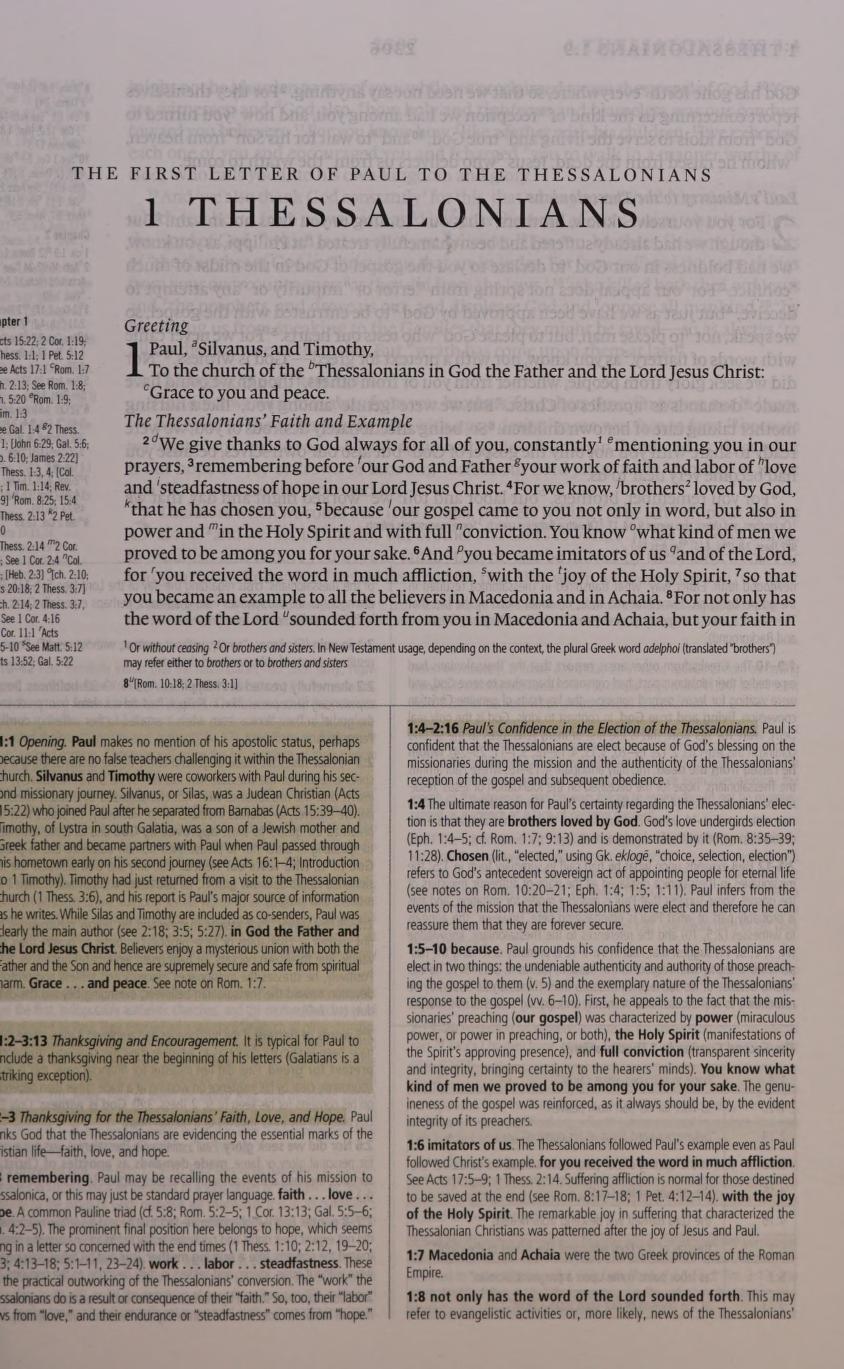 THE FIRST LETTER OF PAUL TO THE THESSALONIANS
1 THESSALONIANS
pter 1
cts 15:22; 2 Cor. 1:19;
hess. 1:1; 1 Pet. 5:12
ee Acts 17:1 ᶜRom. 1:7
h. 2:13; See Rom. 1:8;
n. 5:20 ᵉRom. 1:9;
im. 1:3
ee Gal. 1:4 ᵍ2 Thess.
1; [John 6:29; Gal. 5:6;
b. 6:10; James 2:22]
Thess. 1:3, 4; [Col.
; 1 Tim. 1:14; Rev.
9] ⁱRom. 8:25; 15:4
Thess. 2:13 ᵏ2 Pet.
0
Thess. 2:14 ᵐ2 Cor.
; See 1 Cor. 2:4 ⁿCol.
; [Heb. 2:3] ᵒ[ch. 2:10;
s 20:18; 2 Thess. 3:7]
ch. 2:14; 2 Thess. 3:7,
See 1 Cor. 4:16
Cor. 11:1 ʳActs
5-10 ˢSee Matt. 5:12
ts 13:52; Gal. 5:22
Greeting
1 Paul, ᵃSilvanus, and Timothy,
To the church of the ᵇThessalonians in God the Father and the Lord Jesus Christ:
ᶜGrace to you and peace.
The Thessalonians' Faith and Example
²ᵈWe give thanks to God always for all of you, constantly¹ ᵉmentioning you in our
prayers, ³remembering before ᶠour God and Father ᵍyour work of faith and labor of ʰlove
and ⁱsteadfastness of hope in our Lord Jesus Christ. ⁴For we know, ʲbrothers² loved by God,
ᵏthat he has chosen you, ⁵because ˡour gospel came to you not only in word, but also in
power and ᵐin the Holy Spirit and with full ⁿconviction. You know ᵒwhat kind of men we
proved to be among you for your sake. ⁶And ᵖyou became imitators of us ᑫand of the Lord,
for ʳyou received the word in much affliction, ˢwith the ᵗjoy of the Holy Spirit, ⁷so that
you became an example to all the believers in Macedonia and in Achaia. ⁸For not only has
the word of the Lord ᵘsounded forth from you in Macedonia and Achaia, but your faith in
¹ Or without ceasing ² Or brothers and sisters. In New Testament usage, depending on the context, the plural Greek word adelphoi (translated "brothers")
may refer either to brothers or to brothers and sisters
8ᵘ[Rom. 10:18; 2 Thess. 3:1]
1:1 Opening. Paul makes no mention of his apostolic status, perhaps
because there are no false teachers challenging it within the Thessalonian
church. Silvanus and Timothy were coworkers with Paul during his sec-
ond missionary journey. Silvanus, or Silas, was a Judean Christian (Acts
15:22) who joined Paul after he separated from Barnabas (Acts 15:39–40).
Timothy, of Lystra in south Galatia, was a son of a Jewish mother and
Greek father and became partners with Paul when Paul passed through
his hometown early on his second journey (see Acts 16:1–4; Introduction
to 1 Timothy). Timothy had just returned from a visit to the Thessalonian
church (1 Thess. 3:6), and his report is Paul's major source of information
as he writes. While Silas and Timothy are included as co-senders, Paul was
clearly the main author (see 2:18; 3:5; 5:27). in God the Father and
the Lord Jesus Christ. Believers enjoy a mysterious union with both the
Father and the Son and hence are supremely secure and safe from spiritual
harm. Grace . . . and peace. See note on Rom. 1:7.
1:2–3:13 Thanksgiving and Encouragement. It is typical for Paul to
include a thanksgiving near the beginning of his letters (Galatians is a
striking exception).
–3 Thanksgiving for the Thessalonians' Faith, Love, and Hope. Paul
nks God that the Thessalonians are evidencing the essential marks of the
istian life—faith, love, and hope.
remembering. Paul may be recalling the events of his mission to
ssalonica, or this may just be standard prayer language. faith . . . love . . .
pe. A common Pauline triad (cf. 5:8; Rom. 5:2–5; 1 Cor. 13:13; Gal. 5:5–6;
. 4:2–5). The prominent final position here belongs to hope, which seems
ng in a letter so concerned with the end times (1 Thess. 1:10; 2:12, 19–20;
3; 4:13–18; 5:1–11, 23–24). work . . . labor . . . steadfastness. These
the practical outworking of the Thessalonians' conversion. The "work" the
ssalonians do is a result or consequence of their "faith." So, too, their "labor"
vs from "love," and their endurance or "steadfastness" comes from "hope."
1:4–2:16 Paul's Confidence in the Election of the Thessalonians. Paul is
confident that the Thessalonians are elect because of God's blessing on the
missionaries during the mission and the authenticity of the Thessalonians'
reception of the gospel and subsequent obedience.
1:4 The ultimate reason for Paul's certainty regarding the Thessalonians' elec-
tion is that they are brothers loved by God. God's love undergirds election
(Eph. 1:4–5; cf. Rom. 1:7; 9:13) and is demonstrated by it (Rom. 8:35–39;
11:28). Chosen (lit., "elected," using Gk. eklogē, "choice, selection, election")
refers to God's antecedent sovereign act of appointing people for eternal life
(see notes on Rom. 10:20–21; Eph. 1:4; 1:5; 1:11). Paul infers from the
events of the mission that the Thessalonians were elect and therefore he can
reassure them that they are forever secure.
1:5–10 because. Paul grounds his confidence that the Thessalonians are
elect in two things: the undeniable authenticity and authority of those preach-
ing the gospel to them (v. 5) and the exemplary nature of the Thessalonians'
response to the gospel (vv. 6–10). First, he appeals to the fact that the mis-
sionaries' preaching (our gospel) was characterized by power (miraculous
power, or power in preaching, or both), the Holy Spirit (manifestations of
the Spirit's approving presence), and full conviction (transparent sincerity
and integrity, bringing certainty to the hearers' minds). You know what
kind of men we proved to be among you for your sake. The genu-
ineness of the gospel was reinforced, as it always should be, by the evident
integrity of its preachers.
1:6 imitators of us. The Thessalonians followed Paul's example even as Paul
followed Christ's example. for you received the word in much affliction.
See Acts 17:5–9; 1 Thess. 2:14. Suffering affliction is normal for those destined
to be saved at the end (see Rom. 8:17–18; 1 Pet. 4:12–14). with the joy
of the Holy Spirit. The remarkable joy in suffering that characterized the
Thessalonian Christians was patterned after the joy of Jesus and Paul.
1:7 Macedonia and Achaia were the two Greek provinces of the Roman
Empire.
1:8 not only has the word of the Lord sounded forth. This may
refer to evangelistic activities or, more likely, news of the Thessalonians'